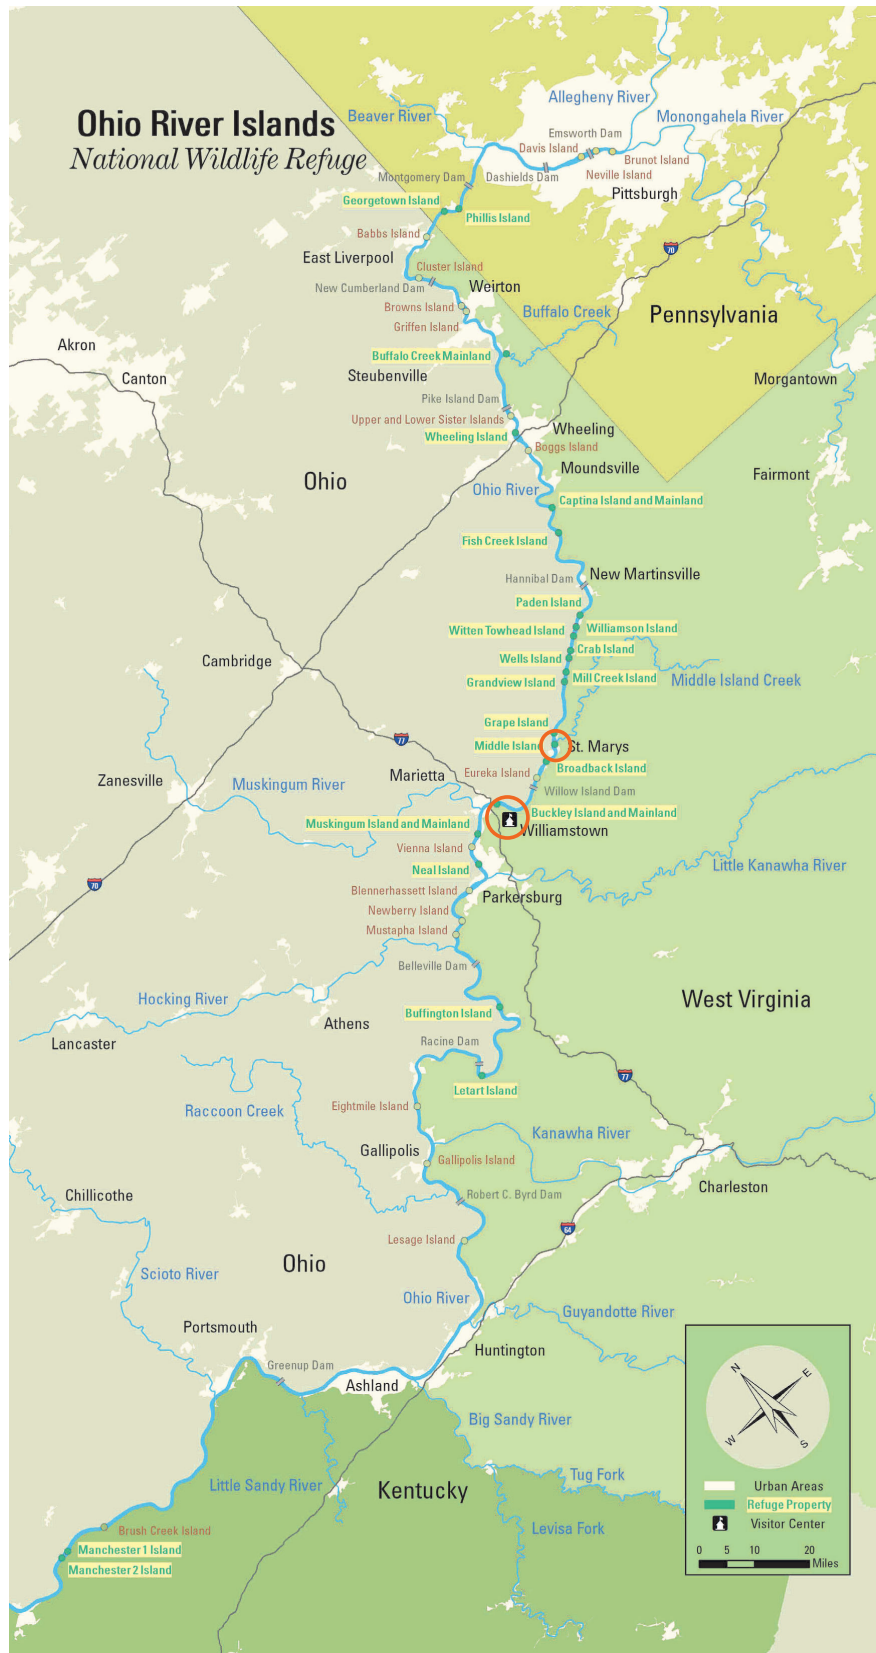 Ohio River Islands
National Wildlife Refuge
Beaver River
Allegheny River
Monongahela River
Emsworth Dam
Davis Island
Brunot Island
Neville Island
Montgomery Dam
Dashields Dam
Pittsburgh
Georgetown Island
Phillis Island
Babbs Island
70
East Liverpool
Cluster Island
New Cumberland Dam
Weirton
Browns Island
Buffalo Creek
Pennsylvania
Griffen Island
Akron
Buffalo Creek Mainland
Canton
Steubenville
Morgantown
Pike Island Dam
Upper and Lower Sister Islands
Wheeling
Wheeling Island
Boggs Island
Moundsville
Fairmont
Ohio
Ohio River
Captina Island and Mainland
Fish Creek Island
Hannibal Dam
New Martinsville
Paden Island
Witten Towhead Island
Williamson Island
Crab Island
Wells Island
Cambridge
Grandview Island
Mill Creek Island
Middle Island Creek
Grape Island
77
Middle Island
St. Marys
Marietta
Eureka Island
Broadback Island
Zanesville
Muskingum River
Willow Island Dam
Buckley Island and Mainland
Muskingum Island and Mainland
Williamstown
Vienna Island
Neal Island
Little Kanawha River
70
Blennerhassett Island
Parkersburg
Newberry Island
Mustapha Island
Belleville Dam
Hocking River
West Virginia
Buffington Island
Athens
Lancaster
Racine Dam
77
Letart Island
Raccoon Creek
Eightmile Island
Kanawha River
Gallipolis
Gallipolis Island
Charleston
Chillicothe
Robert C. Byrd Dam
64
Lesage Island
Ohio
Scioto River
Ohio River
Guyandotte River
Portsmouth
Huntington
Greenup Dam
Ashland
N
E
W
S
Big Sandy River
Little Sandy River
Tug Fork
Kentucky
Urban Areas
Refuge Property
Visitor Center
Brush Creek Island
Levisa Fork
Manchester 1 Island
Manchester 2 Island
0 5 10 20
Miles